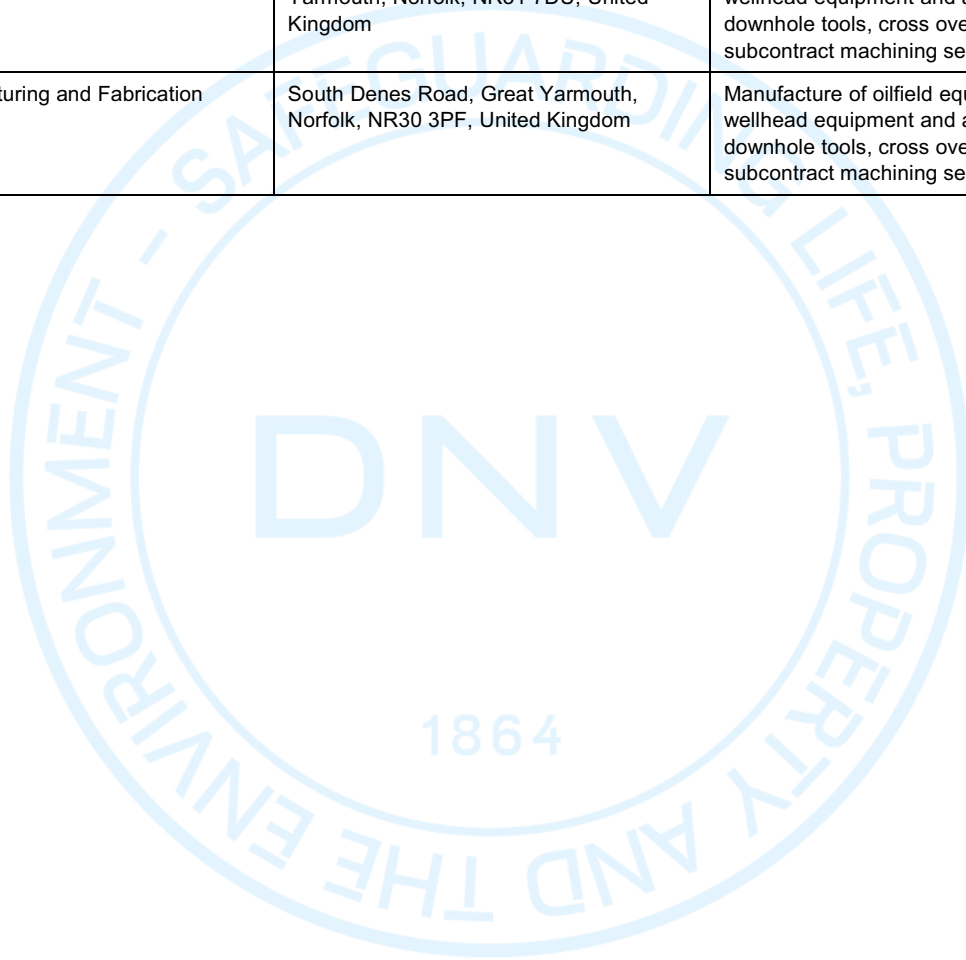 Yarmouth, Norfolk, 7DU, United
Kingdom
wellhead equipment and a
downhole tools, cross ove
subcontract machining se
turing and Fabrication
South Denes Road, Great Yarmouth,
Norfolk, NR30 3PF, United Kingdom
Manufacture of oilfield equ
wellhead equipment and a
downhole tools, cross ove
subcontract machining se
SAFEGUARDING LIFE, PROPERTY AND THE ENVIRONMENT -
DNV
1864